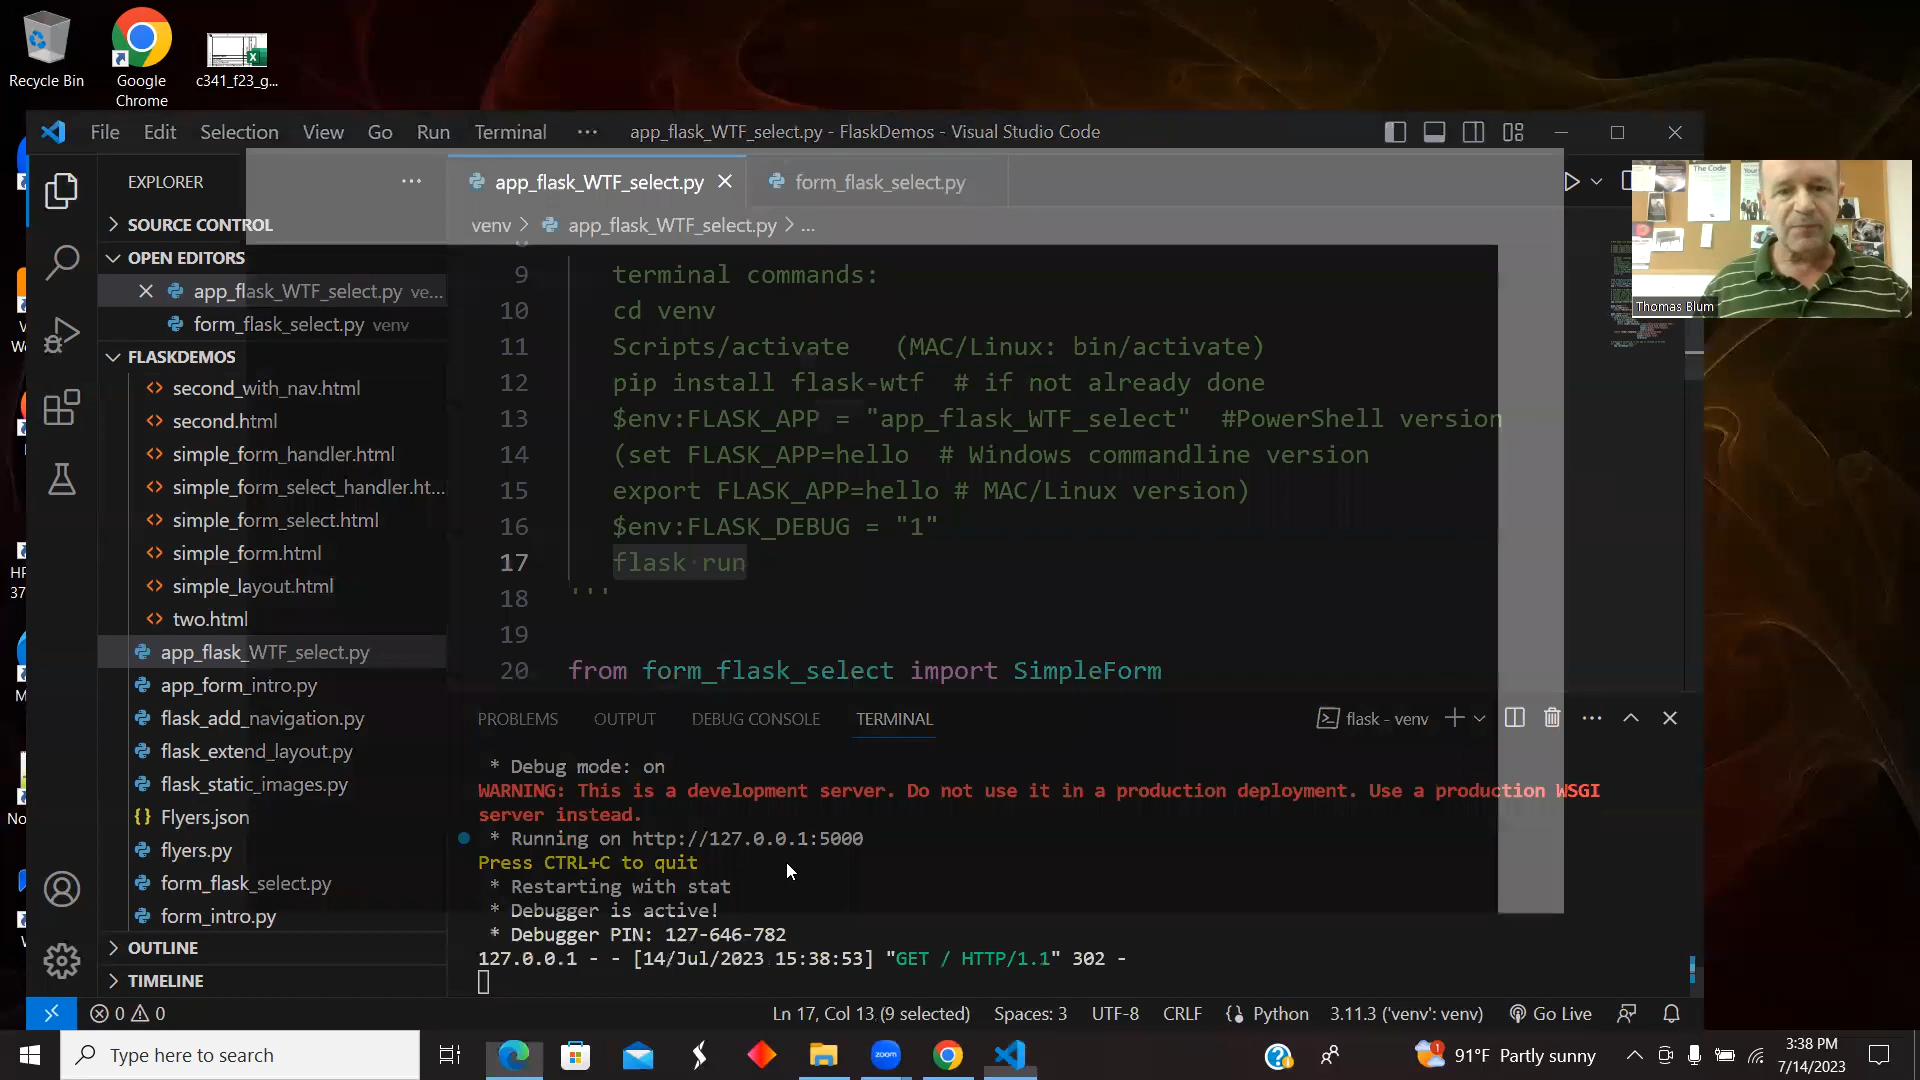 Recycle Bin
Google Chrome
c341_f23_g...
File Edit Selection View Go Run Terminal ···
app_flask_WTF_select.py - FlaskDemos - Visual Studio Code
EXPLORER ···
SOURCE CONTROL
OPEN EDITORS
app_flask_WTF_select.py ve...
form_flask_select.py venv
FLASKDEMOS
second_with_nav.html
second.html
simple_form_handler.html
simple_form_select_handler.ht...
simple_form_select.html
simple_form.html
simple_layout.html
two.html
app_flask_WTF_select.py
app_form_intro.py
flask_add_navigation.py
flask_extend_layout.py
flask_static_images.py
Flyers.json
flyers.py
form_flask_select.py
form_intro.py
OUTLINE
TIMELINE
app_flask_WTF_select.py
form_flask_select.py
venv > app_flask_WTF_select.py > ...
9 terminal commands:
10 cd venv
11 Scripts/activate (MAC/Linux: bin/activate)
12 pip install flask-wtf # if not already done
13 $env:FLASK_APP = "app_flask_WTF_select" #PowerShell version
14 (set FLASK_APP=hello # Windows commandline version
15 export FLASK_APP=hello # MAC/Linux version)
16 $env:FLASK_DEBUG = "1"
17 flask run
18 '''
19
20 from form_flask_select import SimpleForm
PROBLEMS OUTPUT DEBUG CONSOLE TERMINAL
flask - venv
* Debug mode: on
WARNING: This is a development server. Do not use it in a production deployment. Use a production WSGI
server instead.
* Running on http://127.0.0.1:5000
Press CTRL+C to quit
* Restarting with stat
* Debugger is active!
* Debugger PIN: 127-646-782
127.0.0.1 - - [14/Jul/2023 15:38:53] "GET / HTTP/1.1" 302 -
0 0
Ln 17, Col 13 (9 selected) Spaces: 3 UTF-8 CRLF Python 3.11.3 ('venv': venv) Go Live
The Code
Thomas Blum
Type here to search
zoom
91°F Partly sunny
3:38 PM
7/14/2023